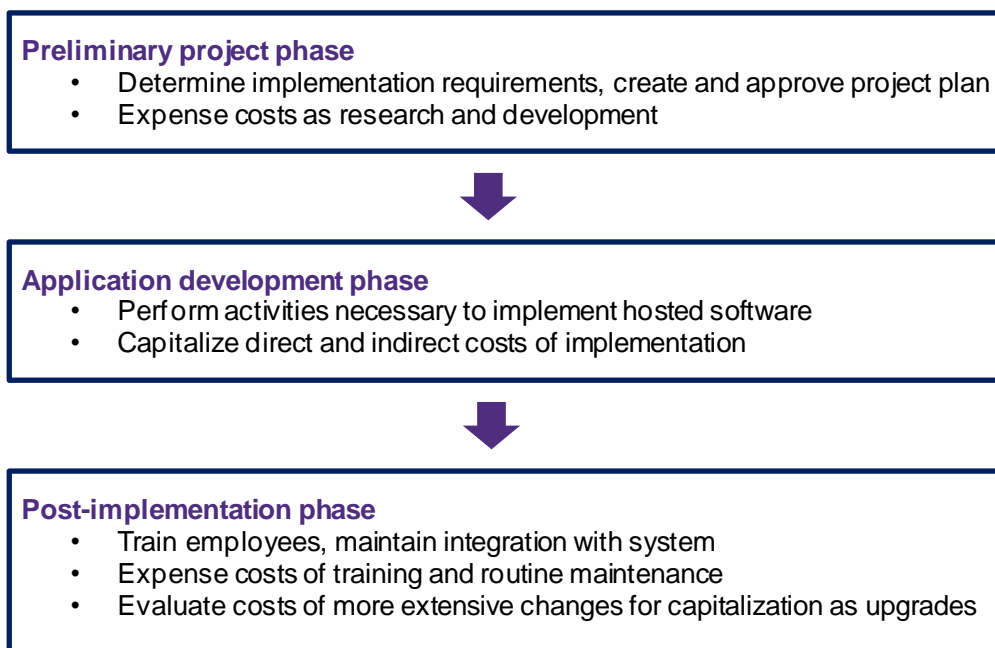 Preliminary project phase
• Determine implementation requirements, create and approve project plan
• Expense costs as research and development
Application development phase
• Perform activities necessary to implement hosted software
• Capitalize direct and indirect costs of implementation
Post-implementation phase
• Train employees, maintain integration with system
• Expense costs of training and routine maintenance
• Evaluate costs of more extensive changes for capitalization as upgrades